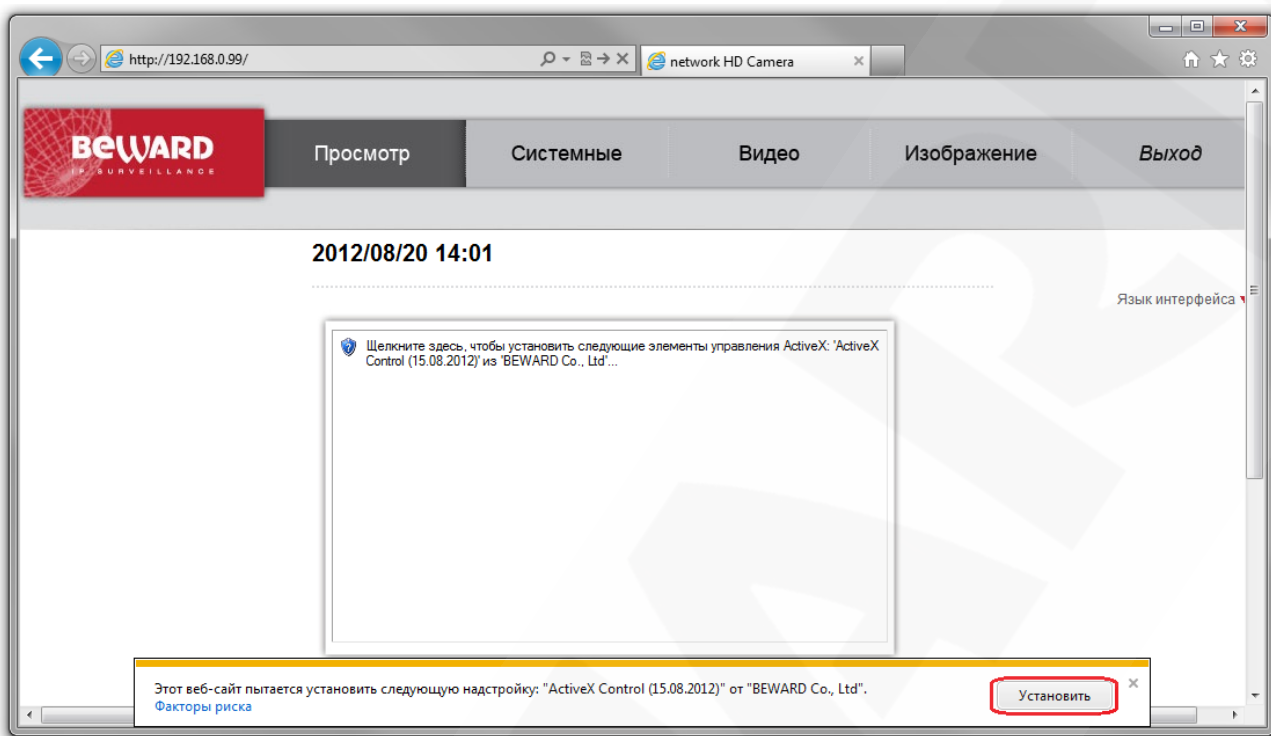 http://192.168.0.99/
network HD Camera
BEWARD
IP SURVEILLANCE
Просмотр
Системные
Видео
Изображение
Выход
2012/08/20 14:01
Язык интерфейса
Щелкните здесь, чтобы установить следующие элементы управления ActiveX: 'ActiveX
Control (15.08.2012)' из 'BEWARD Co., Ltd'...
Этот веб-сайт пытается установить следующую надстройку: "ActiveX Control (15.08.2012)" от "BEWARD Co., Ltd".
Факторы риска
Установить